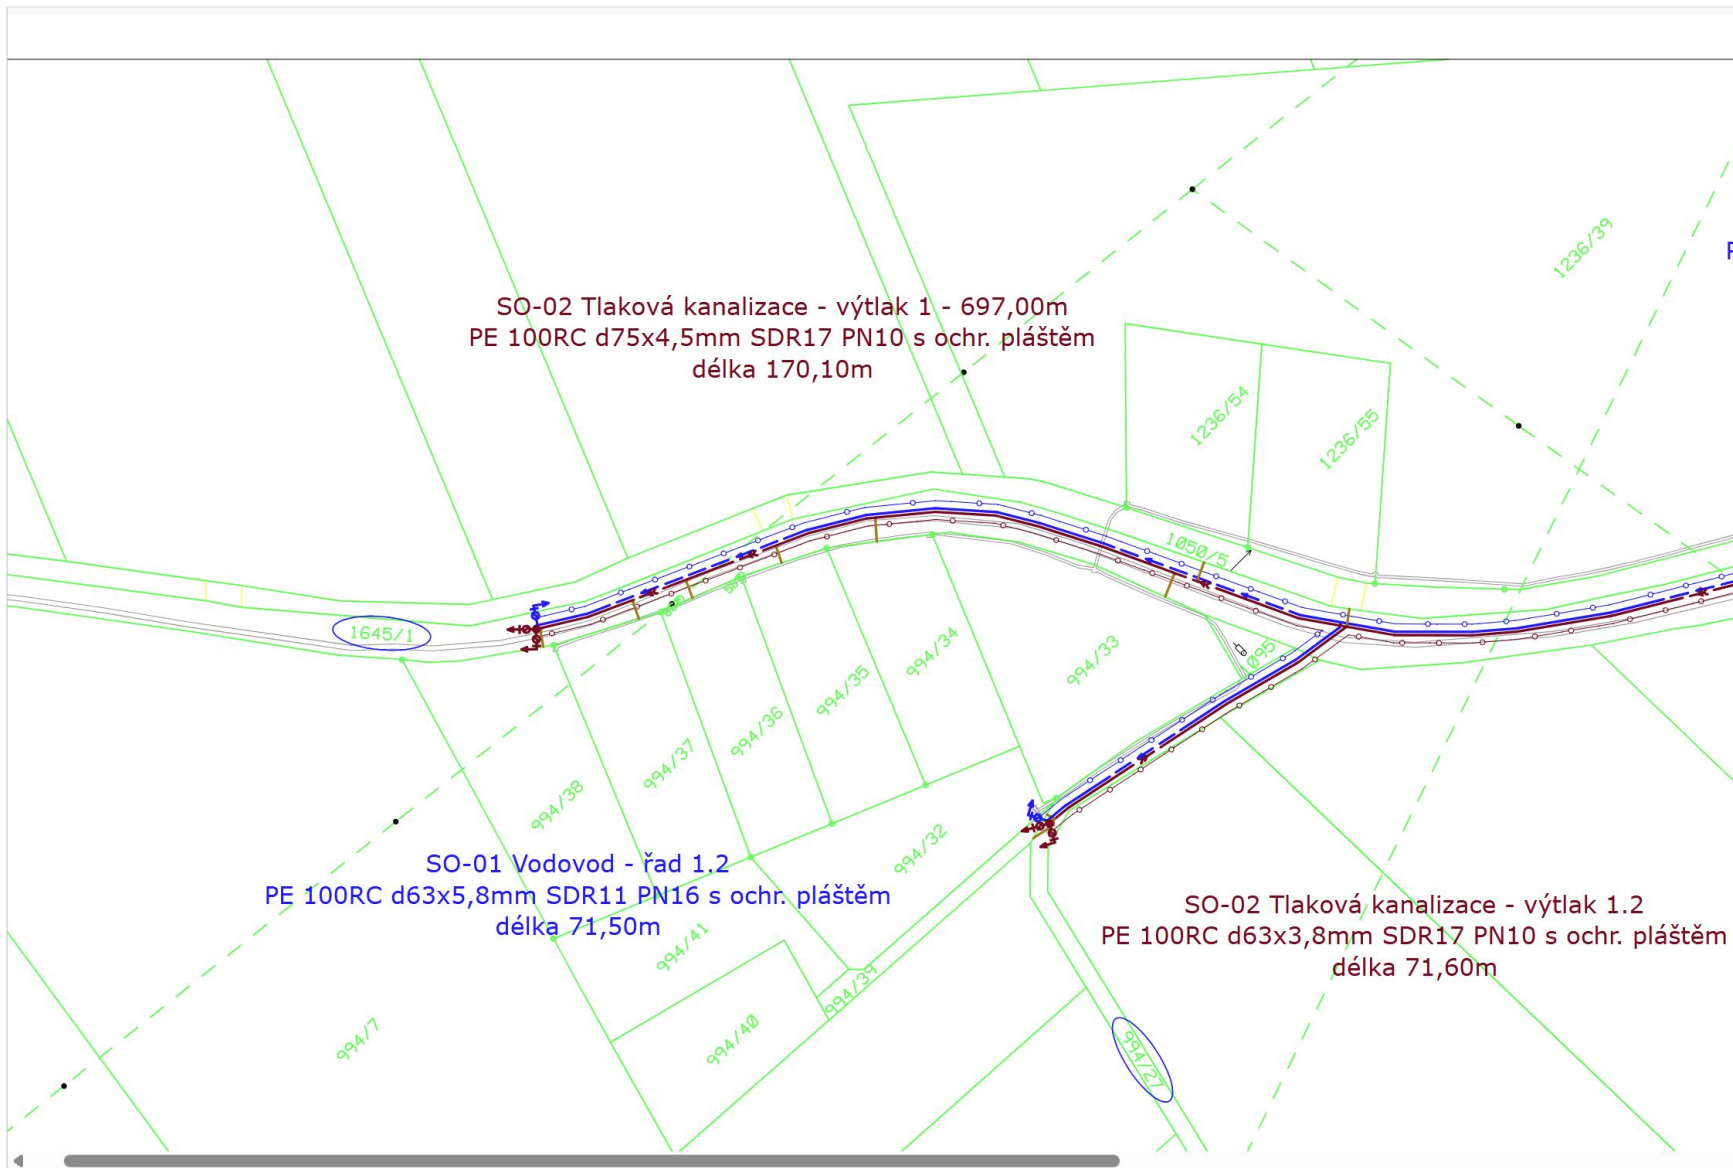 1236/39
P
SO-02 Tlaková kanalizace - výtlak 1 - 697,00m
PE 100RC d75x4,5mm SDR17 PN10 s ochr. pláštěm
délka 170,10m
1236/54
1236/55
1050/5
1645/1
994/38
994/37
994/36
994/35
994/34
994/33
1095
994/32
SO-01 Vodovod - řad 1.2
PE 100RC d63x5,8mm SDR11 PN16 s ochr. pláštěm
délka 71,50m
SO-02 Tlaková kanalizace - výtlak 1.2
PE 100RC d63x3,8mm SDR17 PN10 s ochr. pláštěm
délka 71,60m
994/41
994/39
994/40
994/7
994/27